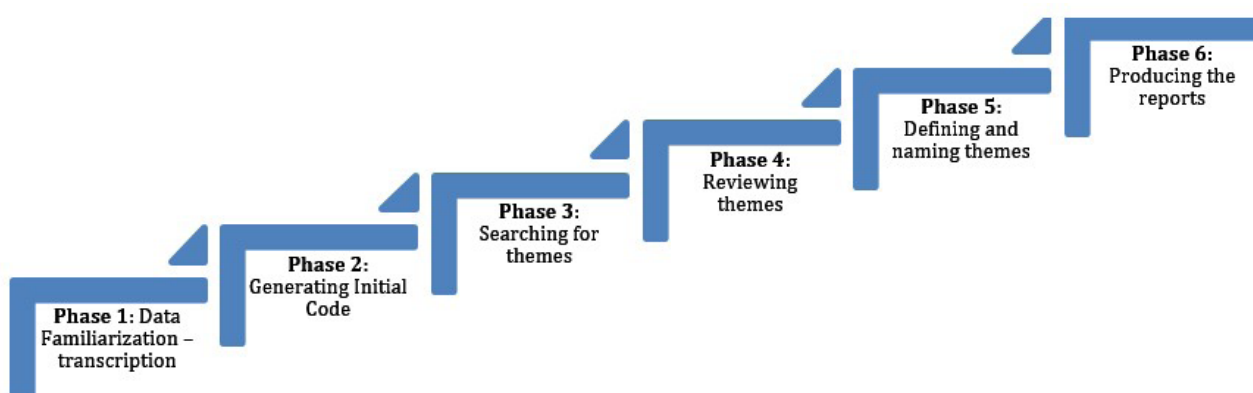 Phase 1: Data
Familiarization –
transcription
Phase 2:
Generating Initial
Code
Phase 3:
Searching for
themes
Phase 4:
Reviewing
themes
Phase 5:
Defining and
naming themes
Phase 6:
Producing the
reports